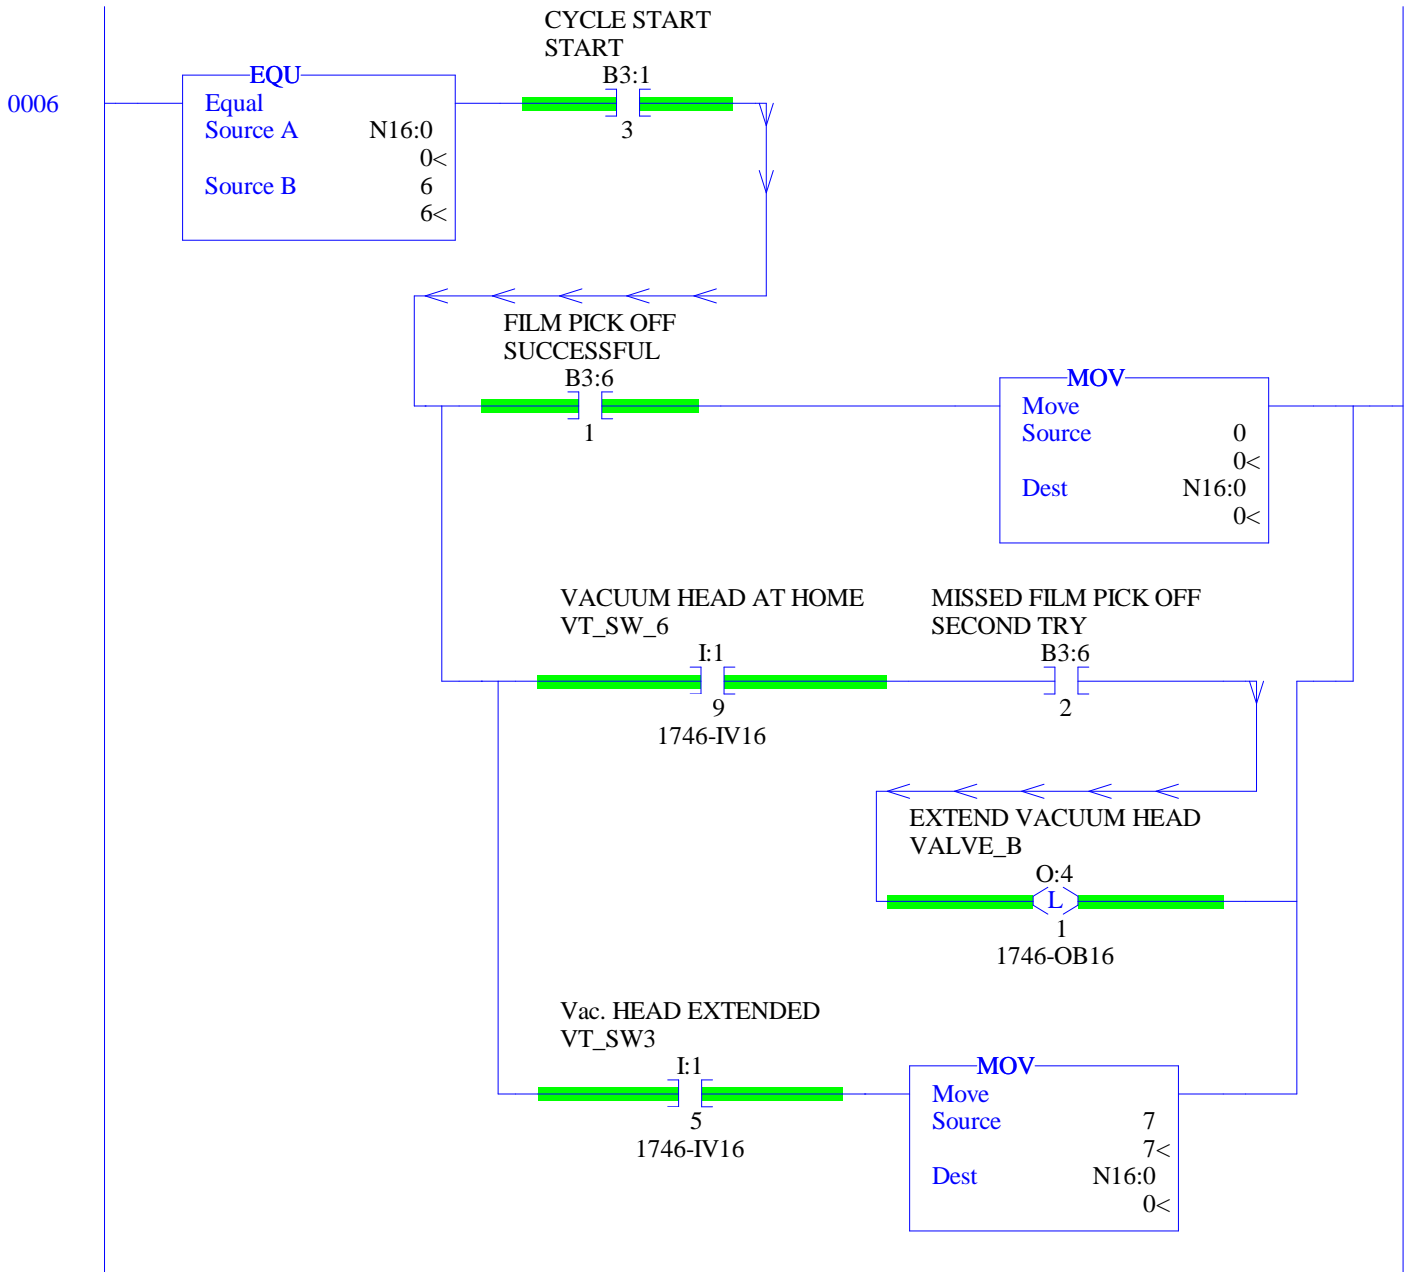 CYCLE START
START
EQU
B3:1
0006
Equal
3
Source A N16:0
0<
Source B 6
6<
FILM PICK OFF
SUCCESSFUL
B3:6
MOV
1
Move
Source 0
0<
Dest N16:0
0<
VACUUM HEAD AT HOME
VT_SW_6
MISSED FILM PICK OFF
SECOND TRY
I:1
B3:6
9
2
1746-IV16
EXTEND VACUUM HEAD
VALVE_B
O:4
L
1
1746-OB16
Vac. HEAD EXTENDED
VT_SW3
I:1
MOV
5
Move
1746-IV16
Source 7
7<
Dest N16:0
0<